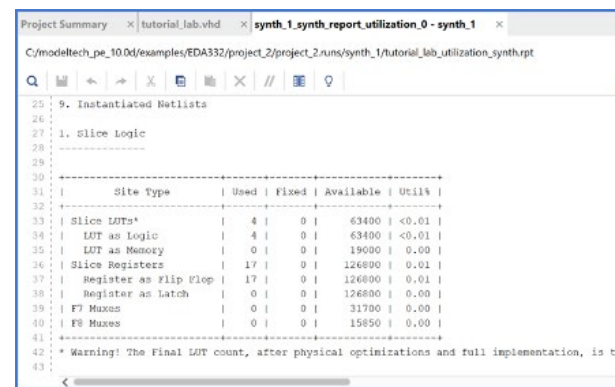 Project Summary × tutorial_lab.vhd × synth_1_synth_report_utilization_0 - synth_1 ×
C:/modeltech_pe_10.0d/examples/EDA332/project_2/project_2.runs/synth_1/tutorial_lab_utilization_synth.rpt
25 9. Instantiated Netlists
26
27 1. Slice Logic
28 --------------
29
30 +-------------------------+------+-------+-----------+-------+
31 | Site Type | Used | Fixed | Available | Util% |
32 +-------------------------+------+-------+-----------+-------+
33 | Slice LUTs* | 4 | 0 | 63400 | <0.01 |
34 | LUT as Logic | 4 | 0 | 63400 | <0.01 |
35 | LUT as Memory | 0 | 0 | 19000 | 0.00 |
36 | Slice Registers | 17 | 0 | 126800 | 0.01 |
37 | Register as Flip Flop | 17 | 0 | 126800 | 0.01 |
38 | Register as Latch | 0 | 0 | 126800 | 0.00 |
39 | F7 Muxes | 0 | 0 | 31700 | 0.00 |
40 | F8 Muxes | 0 | 0 | 15850 | 0.00 |
41 +-------------------------+------+-------+-----------+-------+
42 * Warning! The Final LUT count, after physical optimizations and full implementation, is t
43